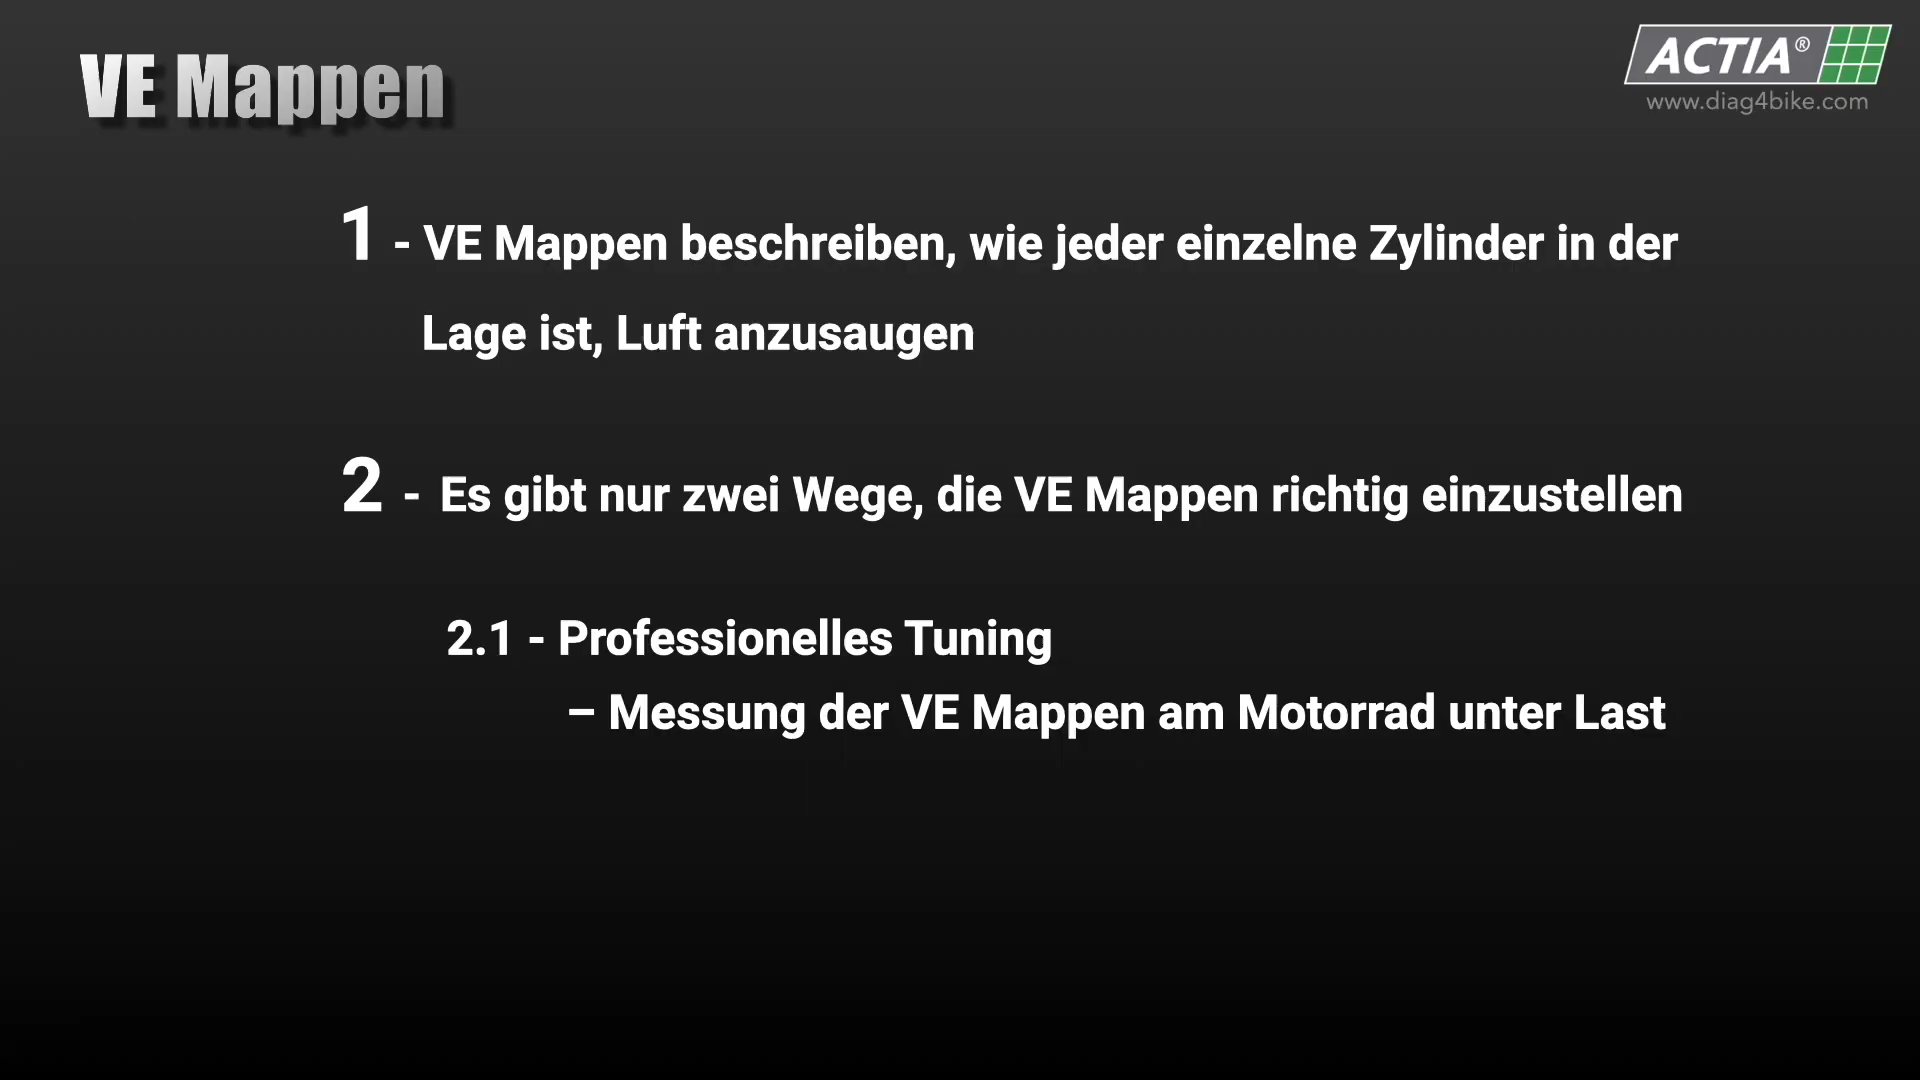 VE Mappen
ACTIA®
www.diag4bike.com
1 - VE Mappen beschreiben, wie jeder einzelne Zylinder in der
Lage ist, Luft anzusaugen
2 - Es gibt nur zwei Wege, die VE Mappen richtig einzustellen
2.1 - Professionelles Tuning
– Messung der VE Mappen am Motorrad unter Last